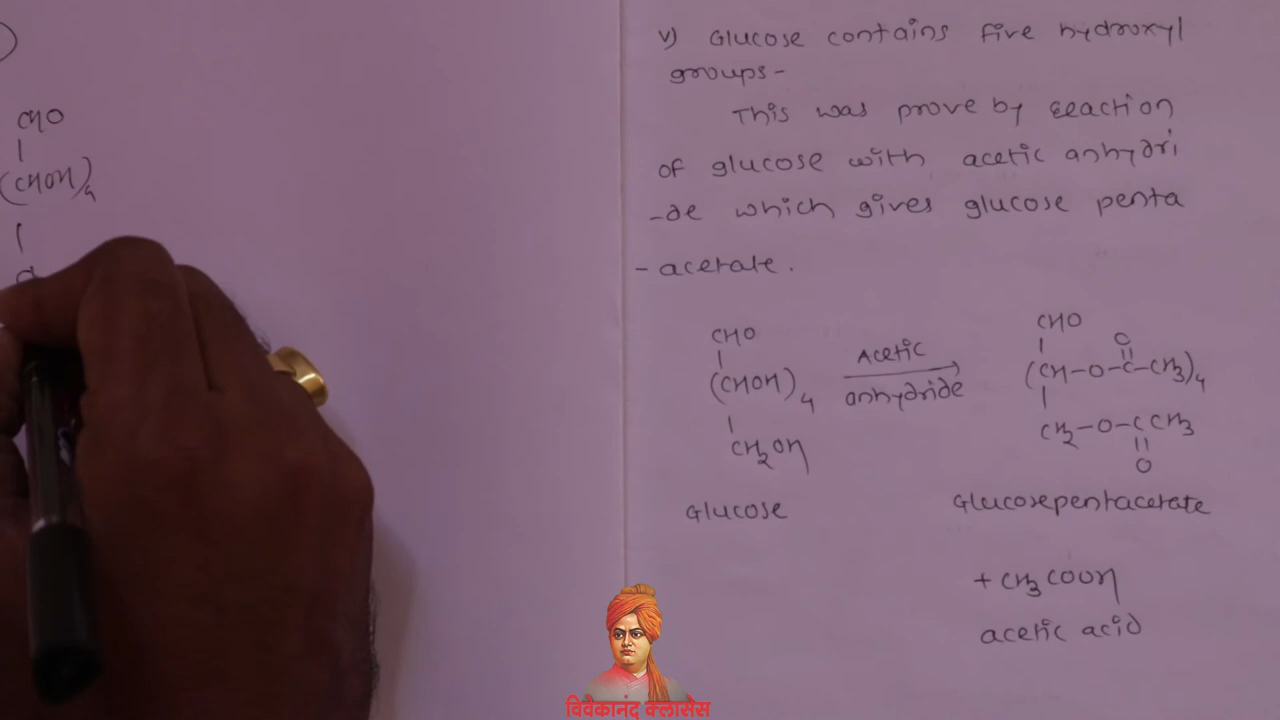 CHO
|
(CHOH)4
|
v) Glucose contains five hydroxyl
groups-
This was prove by reaction
of glucose with acetic anhydri
-de which gives glucose penta
-acetate.
CHO
|
(CHOH)4
|
CH2OH
Glucose
Acetic
anhydride
CHO
|
O
||
(CH-O-C-CH3)4
|
CH2-O-C CH3
||
O
Glucosepentacetate
+ CH3COOH
acetic acid
विवेकानंद क्लासेस